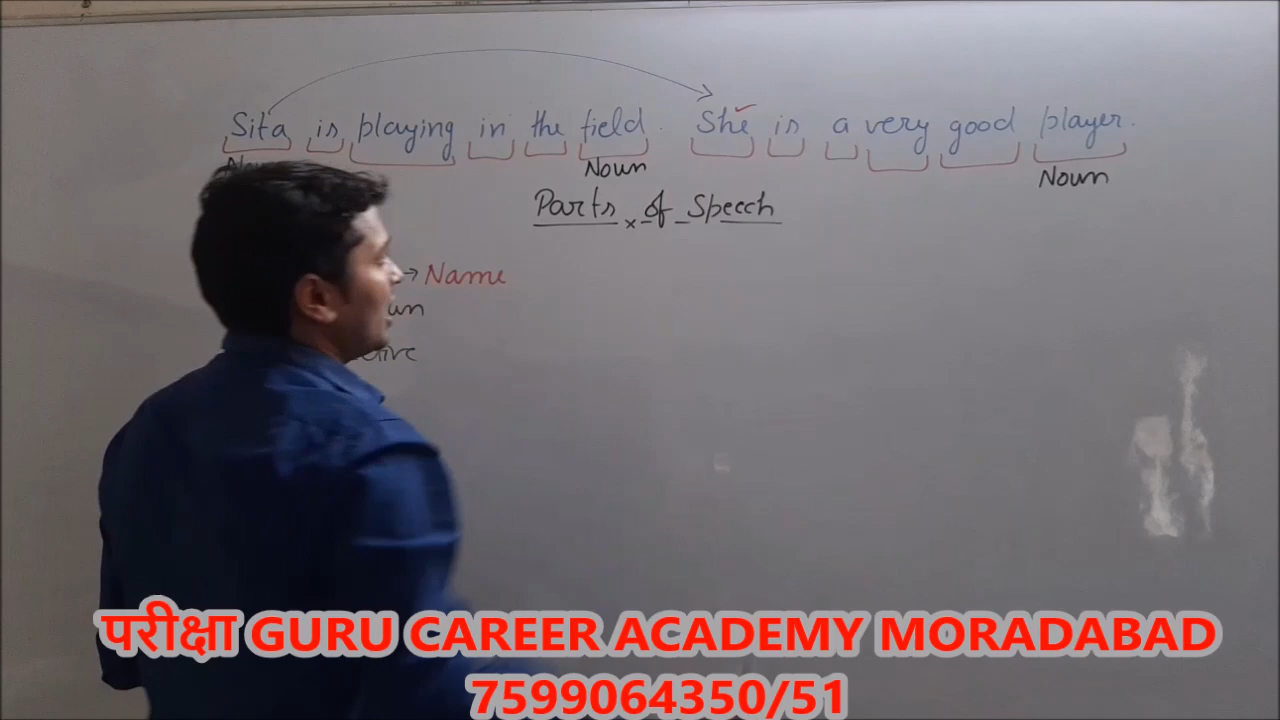 Sita is playing in the field. She is a very good player.
Noun Noun
Parts of Speech
→ Name
un
परीक्षा GURU CAREER ACADEMY MORADABAD
7599064350/51